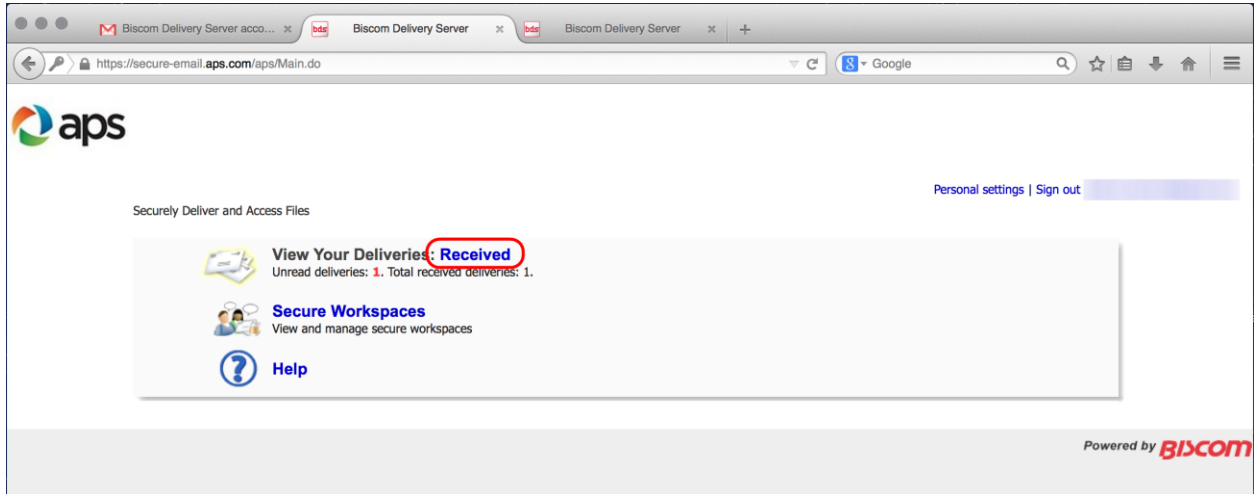 Biscom Delivery Server acco...
bds
Biscom Delivery Server
bds
Biscom Delivery Server
https://secure-email.aps.com/aps/Main.do
8
Google
aps
Personal settings | Sign out
Securely Deliver and Access Files
View Your Deliveries: Received
Unread deliveries: 1. Total received deliveries: 1.
Secure Workspaces
View and manage secure workspaces
? Help
Powered by BISCOM